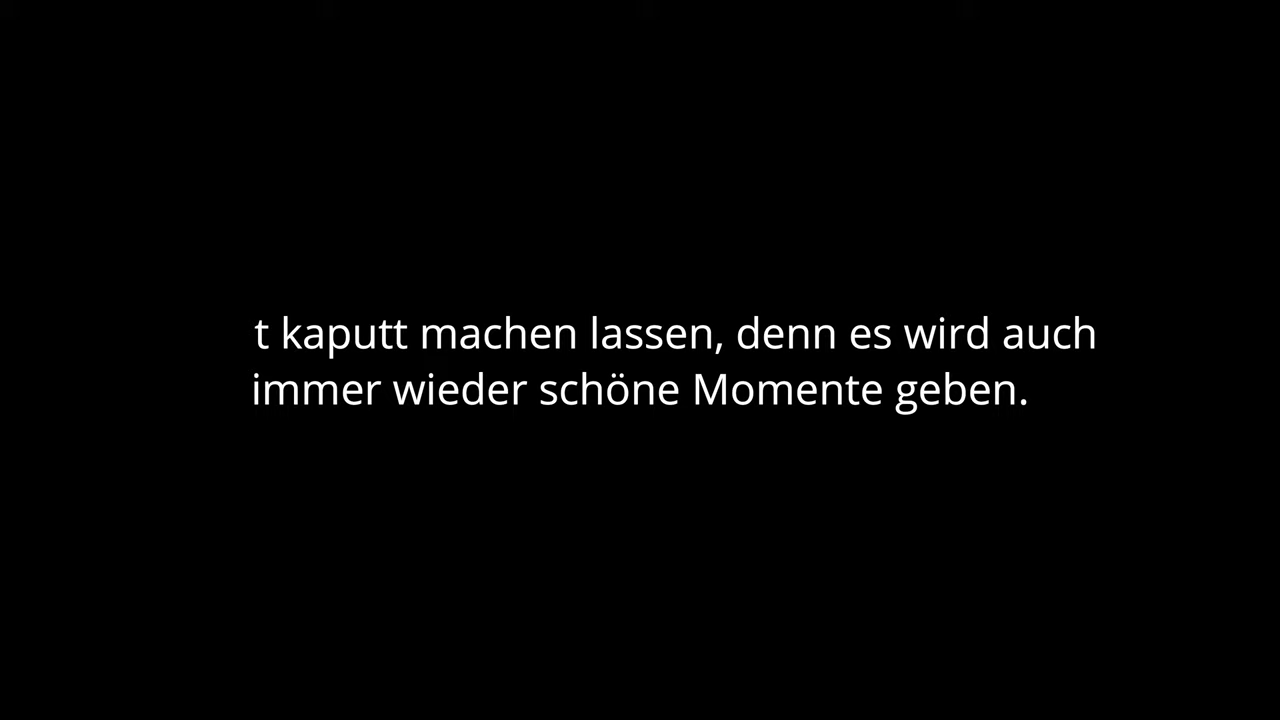 t kaputt machen lassen, denn es wird auch
immer wieder schöne Momente geben.